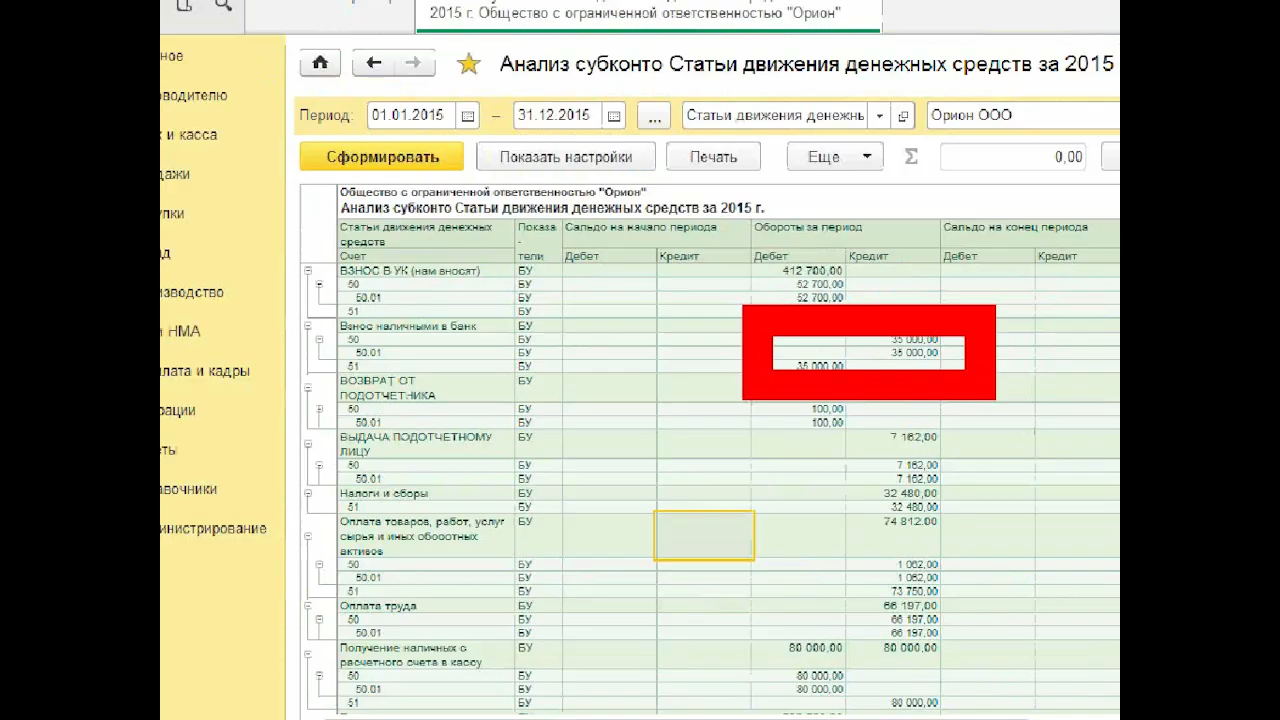 2015 г. Общество с ограниченной ответственностью "Орион"
Анализ субконто Статьи движения денежных средств за 2015
Период: 01.01.2015 – 31.12.2015 ... Статьи движения денежнь Орион ООО
Сформировать Показать настройки Печать Еще Σ 0,00
ное
водителю
и касса
дажи
пки
д
зводство
НМА
лата и кадры
рации
еты
авочники
инистрирование
Общество с ограниченной ответственностью "Орион"
Анализ субконто Статьи движения денежных средств за 2015 г.
Статьи движения денежных Показа Сальдо на начало периода Обороты за период Сальдо на конец периода
средств -
Счет тели Дебет Кредит Дебет Кредит Дебет Кредит
ВЗНОС В УК (нам вносят) БУ 412 700,00
50 БУ 52 700,00
50.01 БУ 52 700,00
51 БУ
Взнос наличными в банк БУ
50 БУ 35 000,00
50.01 БУ 35 000,00
51 БУ 35 000,00
ВОЗВРАТ ОТ БУ
ПОДОТЧЕТНИКА
50 БУ 100,00
50.01 БУ 100,00
ВЫДАЧА ПОДОТЧЕТНОМУ БУ 7 162,00
ЛИЦУ
50 БУ 7 162,00
50.01 БУ 7 162,00
Налоги и сборы БУ 32 480,00
51 БУ 32 480,00
Оплата товаров, работ, услуг БУ 74 812,00
сырья и иных оборотных
активов
50 БУ 1 062,00
50.01 БУ 1 062,00
51 БУ 73 750,00
Оплата труда БУ 66 197,00
50 БУ 66 197,00
50.01 БУ 66 197,00
Получение наличных с БУ 80 000,00 80 000,00
расчетного счета в кассу
50 БУ 80 000,00
50.01 БУ 80 000,00
51 БУ 80 000,00